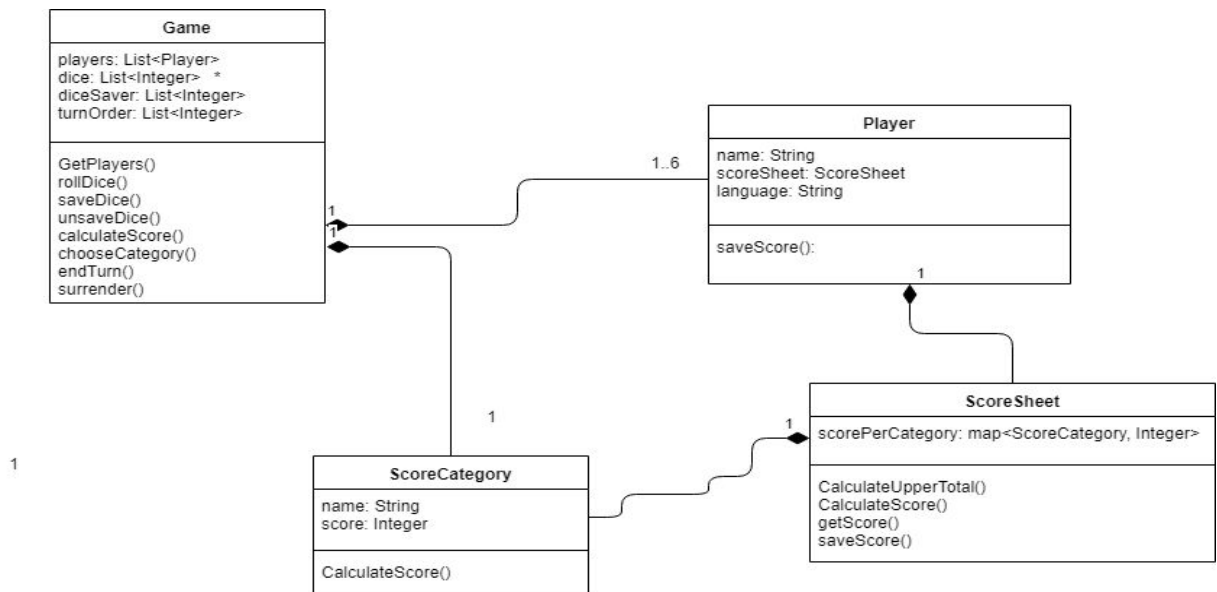 Game
players: List<Player>
dice: List<Integer>   *
diceSaver: List<Integer>
turnOrder: List<Integer>
GetPlayers()
rollDice()
saveDice()
unsaveDice()
calculateScore()
chooseCategory()
endTurn()
surrender()
1
1
1..6
Player
name: String
scoreSheet: ScoreSheet
language: String
saveScore():
1
1
1
ScoreCategory
name: String
score: Integer
CalculateScore()
1
ScoreSheet
scorePerCategory: map<ScoreCategory, Integer>
CalculateUpperTotal()
CalculateScore()
getScore()
saveScore()